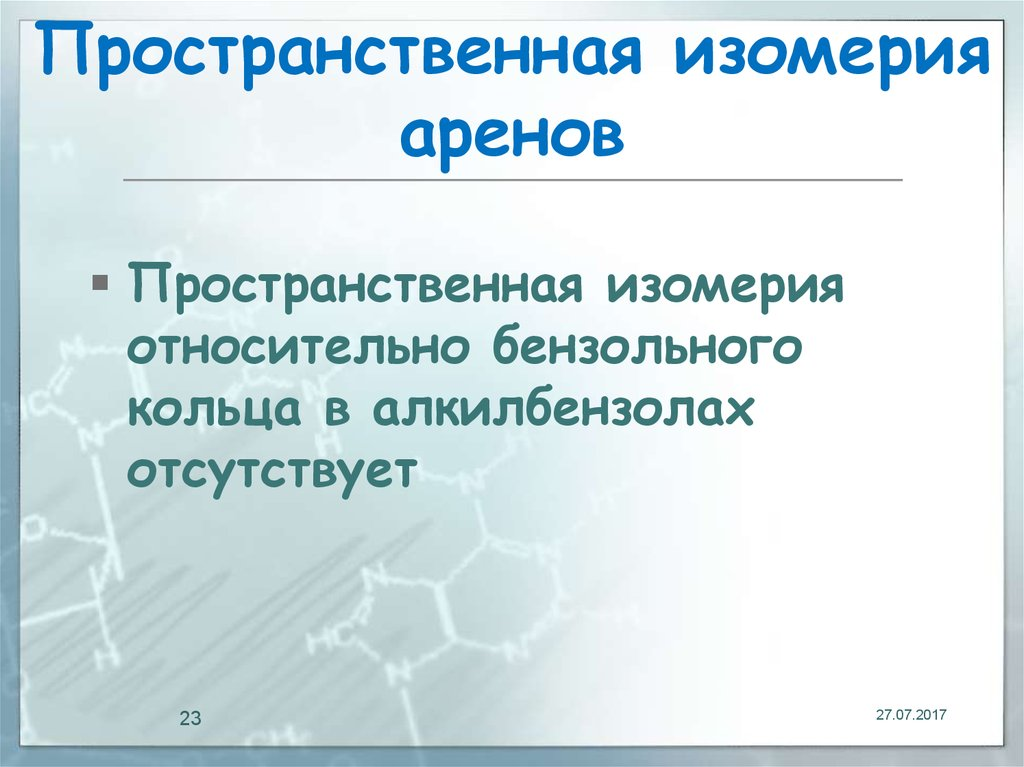 Пространственная изомерия
аренов
Пространственная изомерия
относительно бензольного
кольца в алкилбензолах
отсутствует
23
27.07.2017